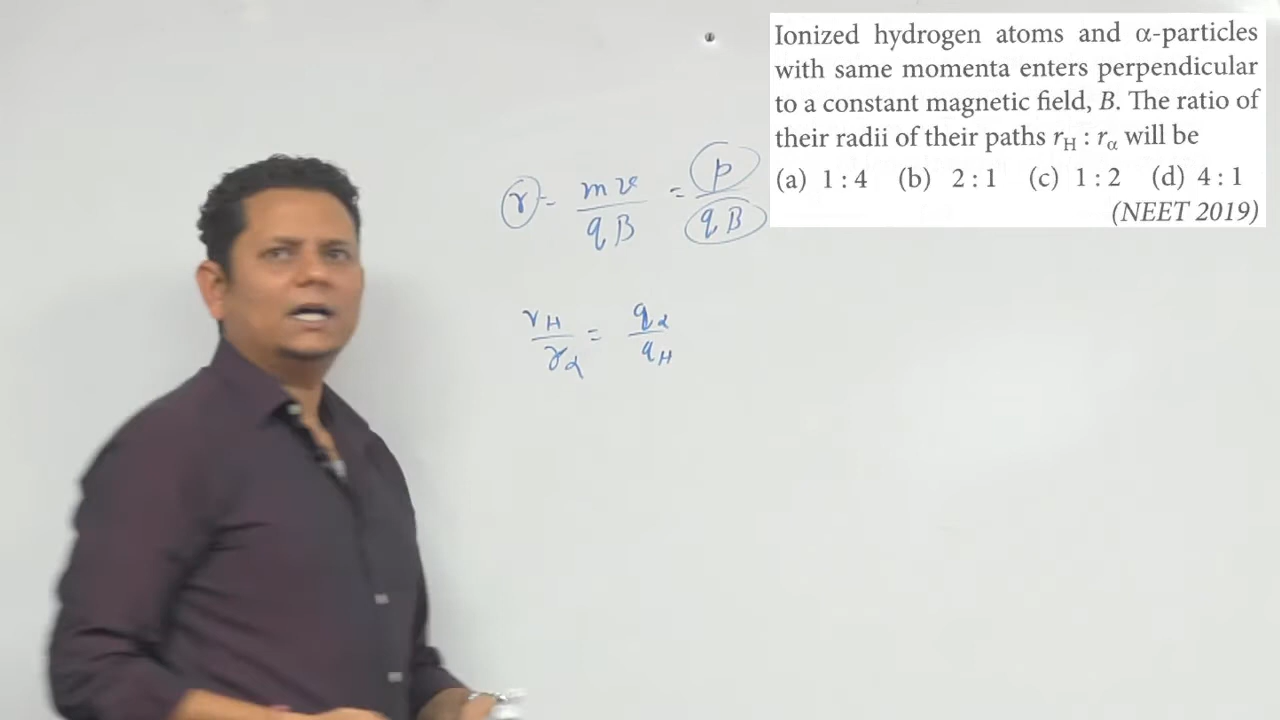 Ionized hydrogen atoms and α-particles
with same momenta enters perpendicular
to a constant magnetic field, B. The ratio of
their radii of their paths r_H : r_α will be
(a) 1 : 4 (b) 2 : 1 (c) 1 : 2 (d) 4 : 1
(NEET 2019)
r = mv/qB = p/qB
r_H/r_α = q_α/q_H